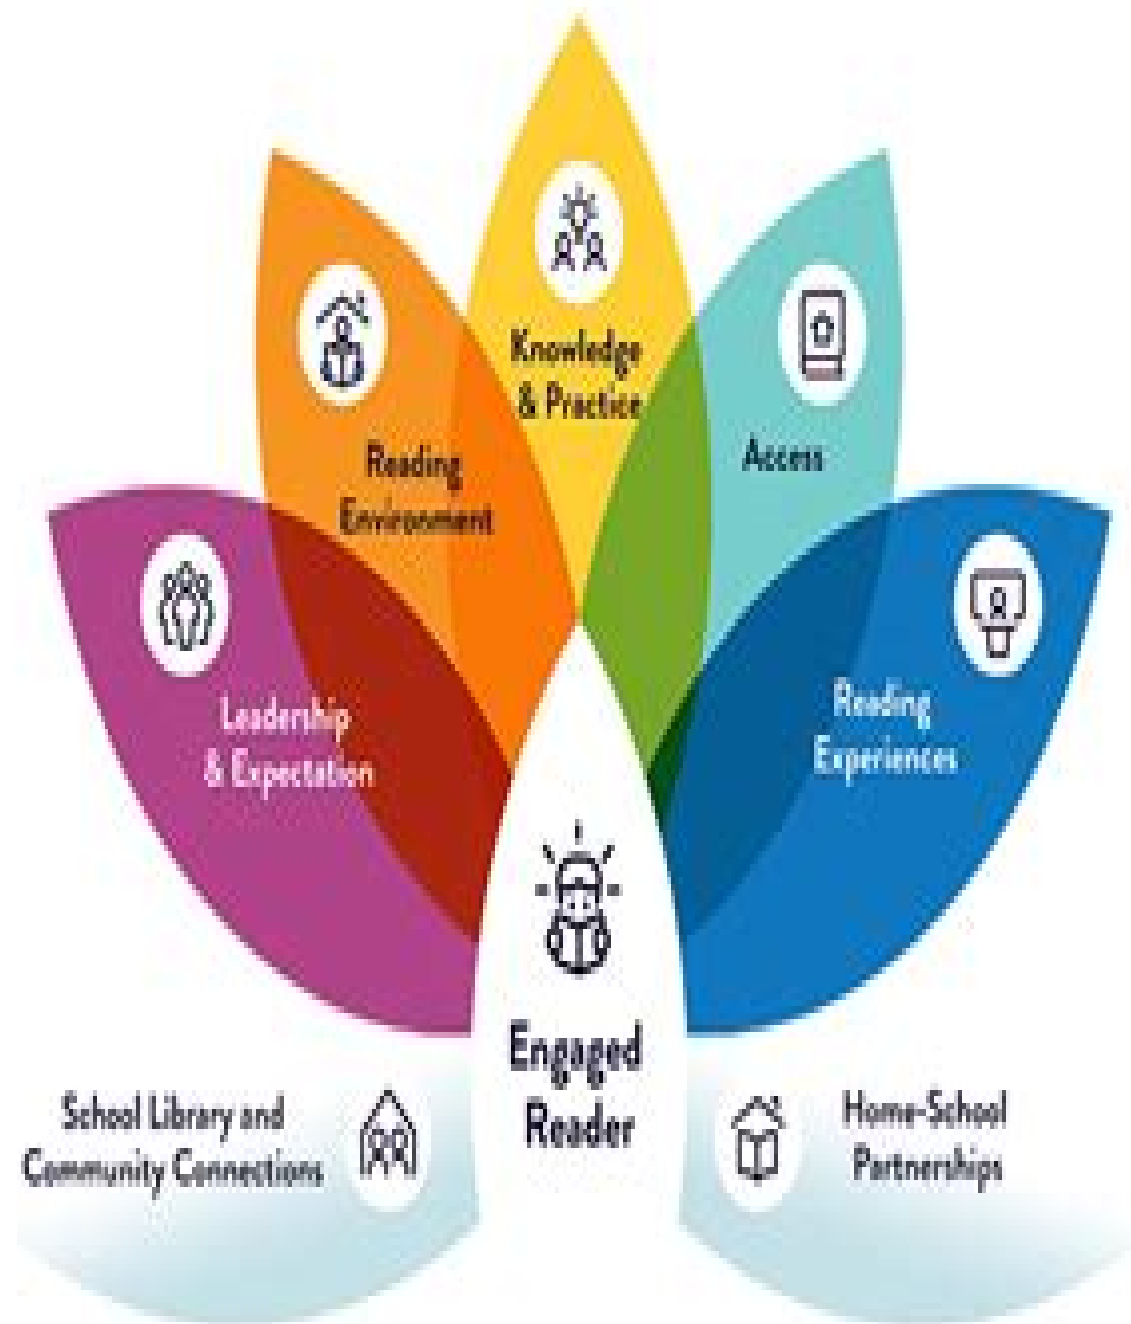 Knowledge
& Practice
Reading
Environment
Access
Leadership
& Expectation
Reading
Experiences
Engaged
Reader
School Library and
Community Connections
Home-School
Partnerships